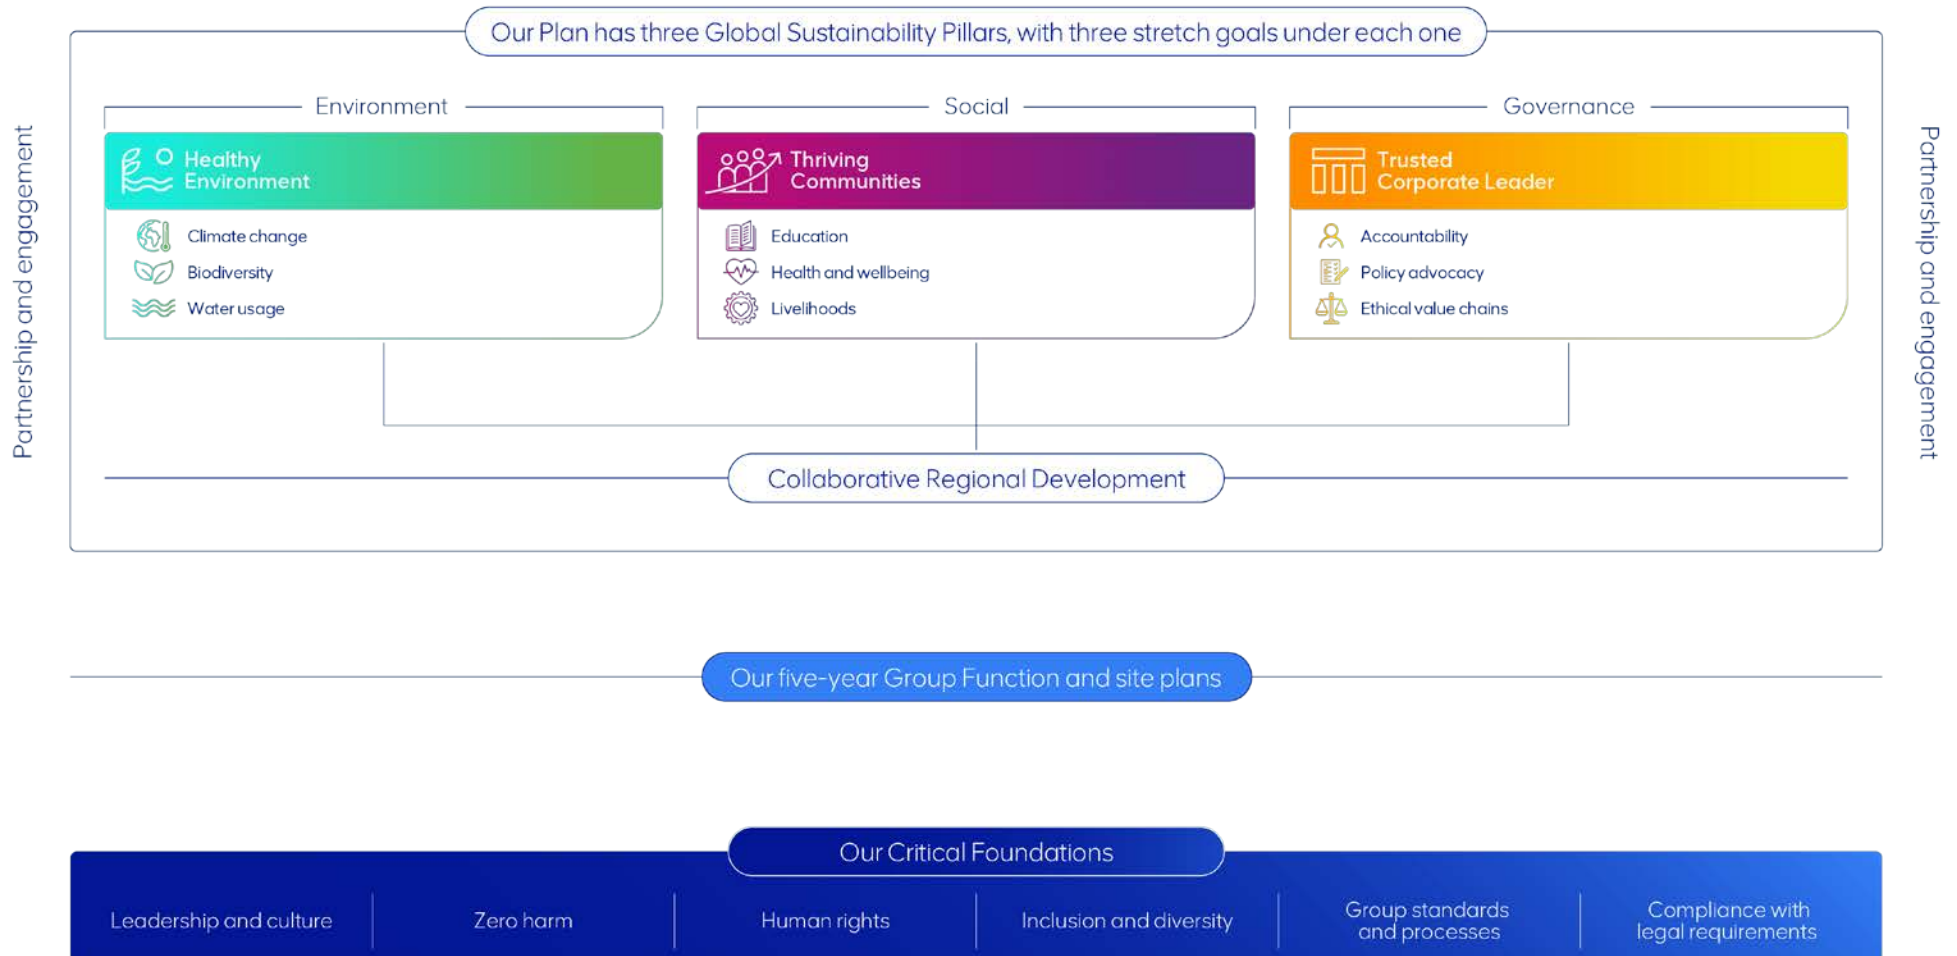 Our Plan has three Global Sustainability Pillars, with three stretch goals under each one
Partnership and engagement
Environment
Healthy
Environment
Climate change
Biodiversity
Water usage
Social
Thriving
Communities
Education
Health and wellbeing
Livelihoods
Governance
Trusted
Corporate Leader
Accountability
Policy advocacy
Ethical value chains
Partnership and engagement
Collaborative Regional Development
Our five-year Group Function and site plans
Our Critical Foundations
Leadership and culture
Zero harm
Human rights
Inclusion and diversity
Group standards
and processes
Compliance with
legal requirements